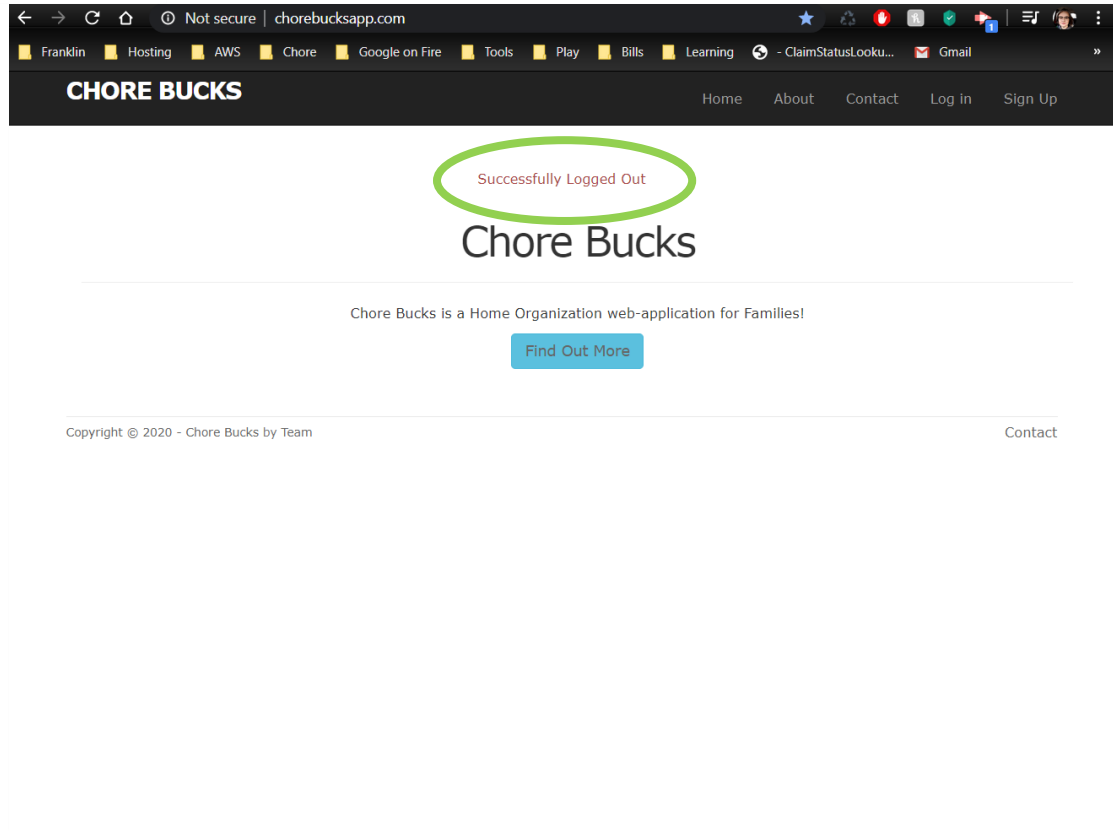 Not secure | chorebucksapp.com
1
Franklin Hosting AWS Chore Google on Fire Tools Play Bills Learning - ClaimStatusLooku... Gmail »
CHORE BUCKS
Home About Contact Log in Sign Up
Successfully Logged Out
Chore Bucks
Chore Bucks is a Home Organization web-application for Families!
Find Out More
Copyright © 2020 - Chore Bucks by Team
Contact